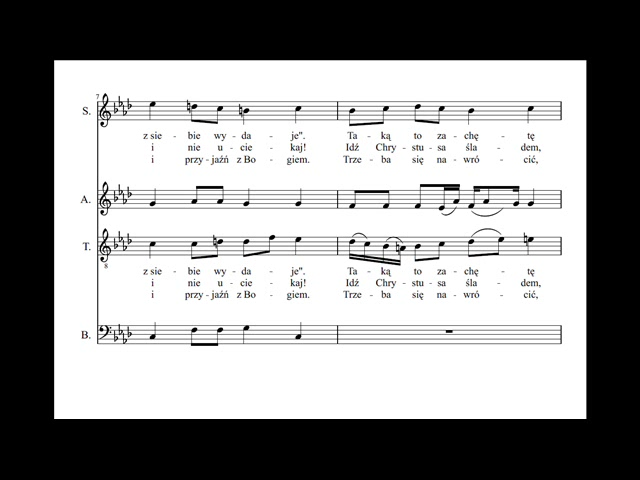 7
S.
z sie - bie wy - da - je". Ta - ką to za - chę - tę
i nie u - cie - kaj! Idź Chry - stu - sa śla - dem,
i przy - jaźń z Bo - giem. Trze - ba się na - wró - cić,
A.
T.
8
z sie - bie wy - da - je". Ta - ką to za - chę - tę
i nie u - cie - kaj! Idź Chry - stu - sa śla - dem,
i przy - jaźń z Bo - giem. Trze - ba się na - wró - cić,
B.